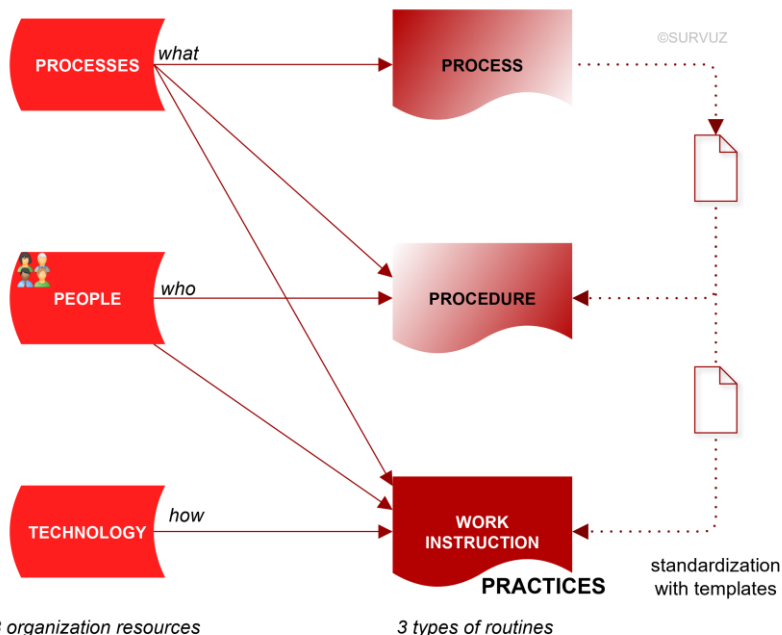 ©SURVUZ
PROCESSES
what
PROCESS
PEOPLE
who
PROCEDURE
TECHNOLOGY
how
WORK
INSTRUCTION
PRACTICES
standardization
with templates
organization resources
3 types of routines